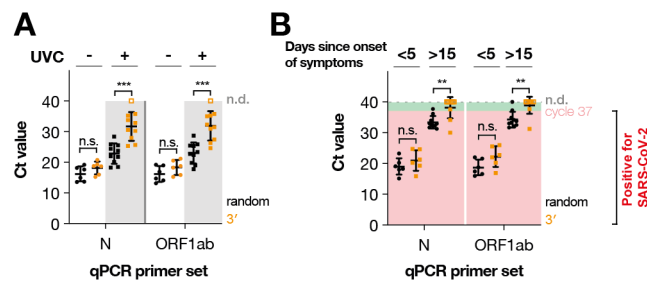 A
UVC - + - +
*** ***
n.s. n.s.
n.d.
Ct value
40
30
20
10
0
random
3′
N ORF1ab
qPCR primer set
B
Days since onset
of symptoms
<5 >15 <5 >15
** **
n.s. n.s.
n.d.
cycle 37
Ct value
40
30
20
10
0
random
3′
N ORF1ab
qPCR primer set
Positive for
SARS-CoV-2